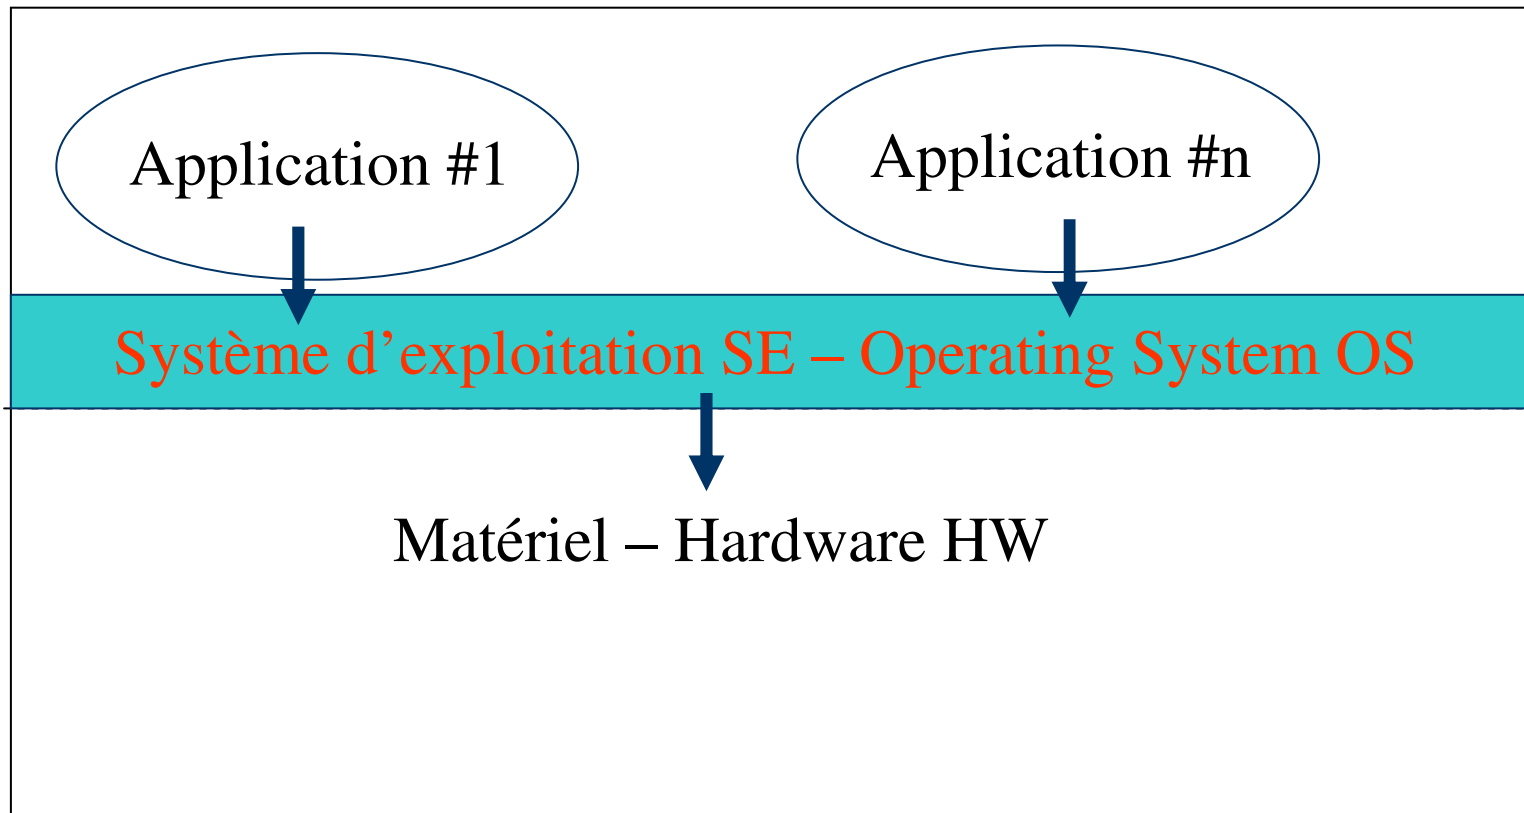 Application #1
Application #n
Système d’exploitation SE – Operating System OS
Matériel – Hardware HW